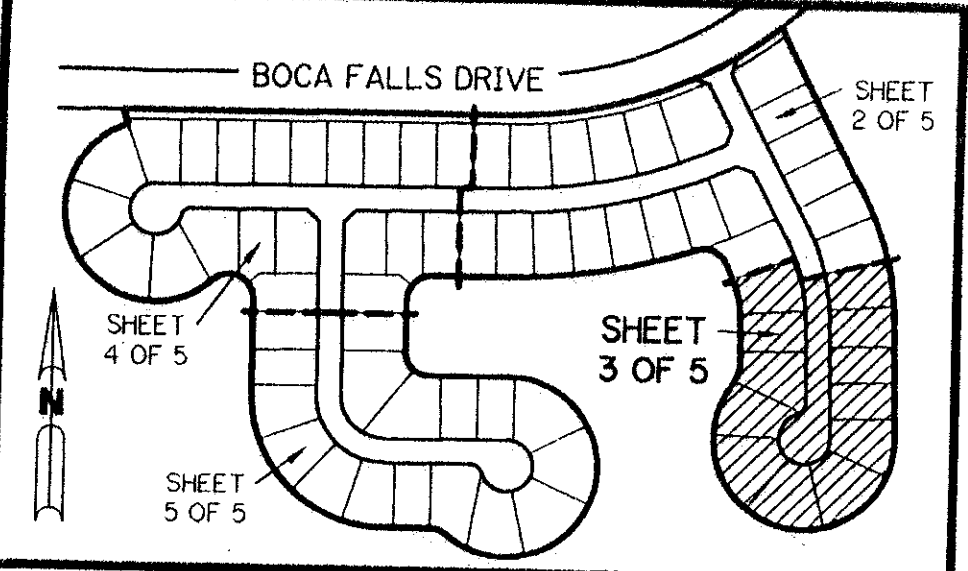 BOCA FALLS DRIVE
SHEET
2 OF 5
SHEET
4 OF 5
SHEET
3 OF 5
N
SHEET
5 OF 5